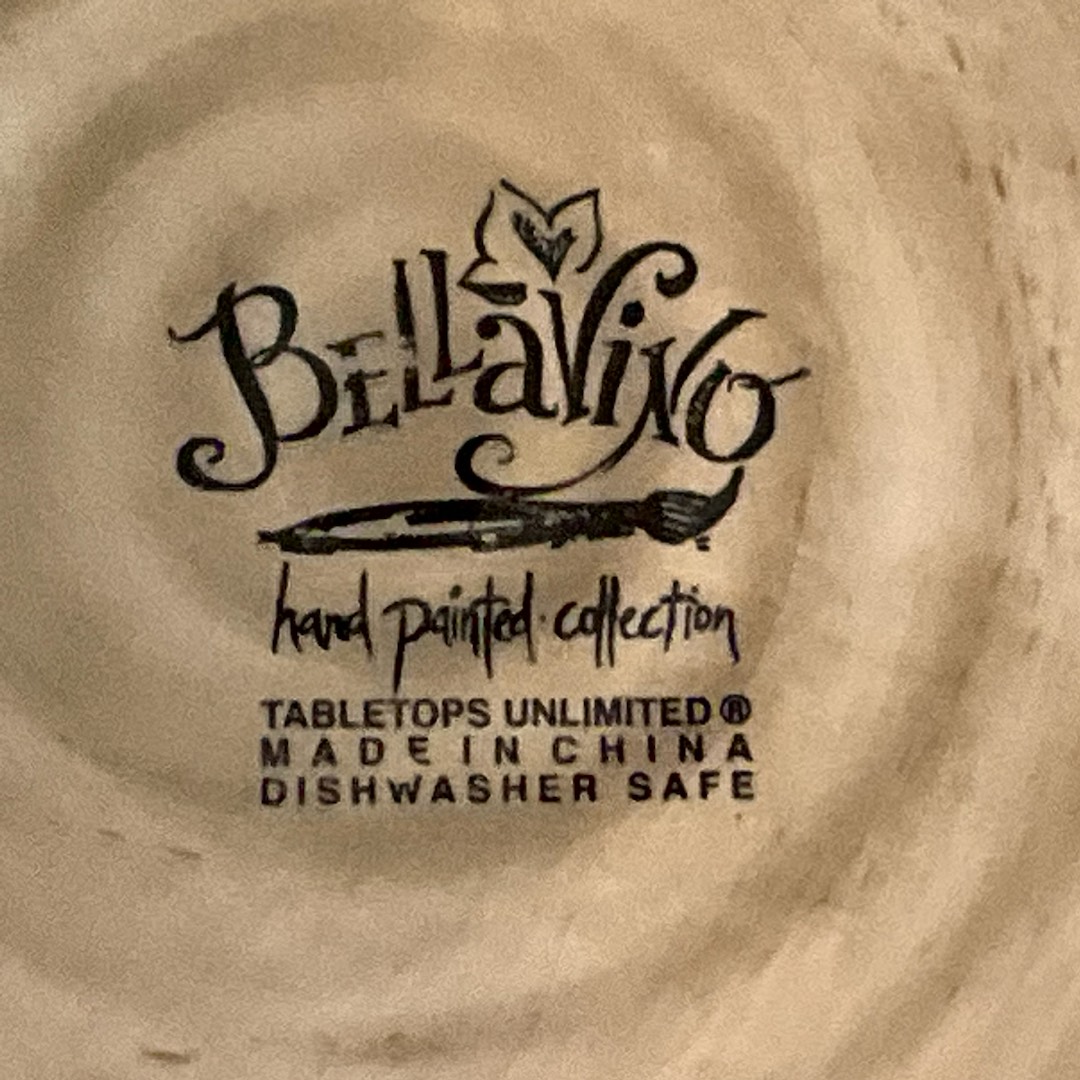 BELLaViNo
hand painted collection
TABLETOPS UNLIMITED®
MADE IN CHINA
DISHWASHER SAFE